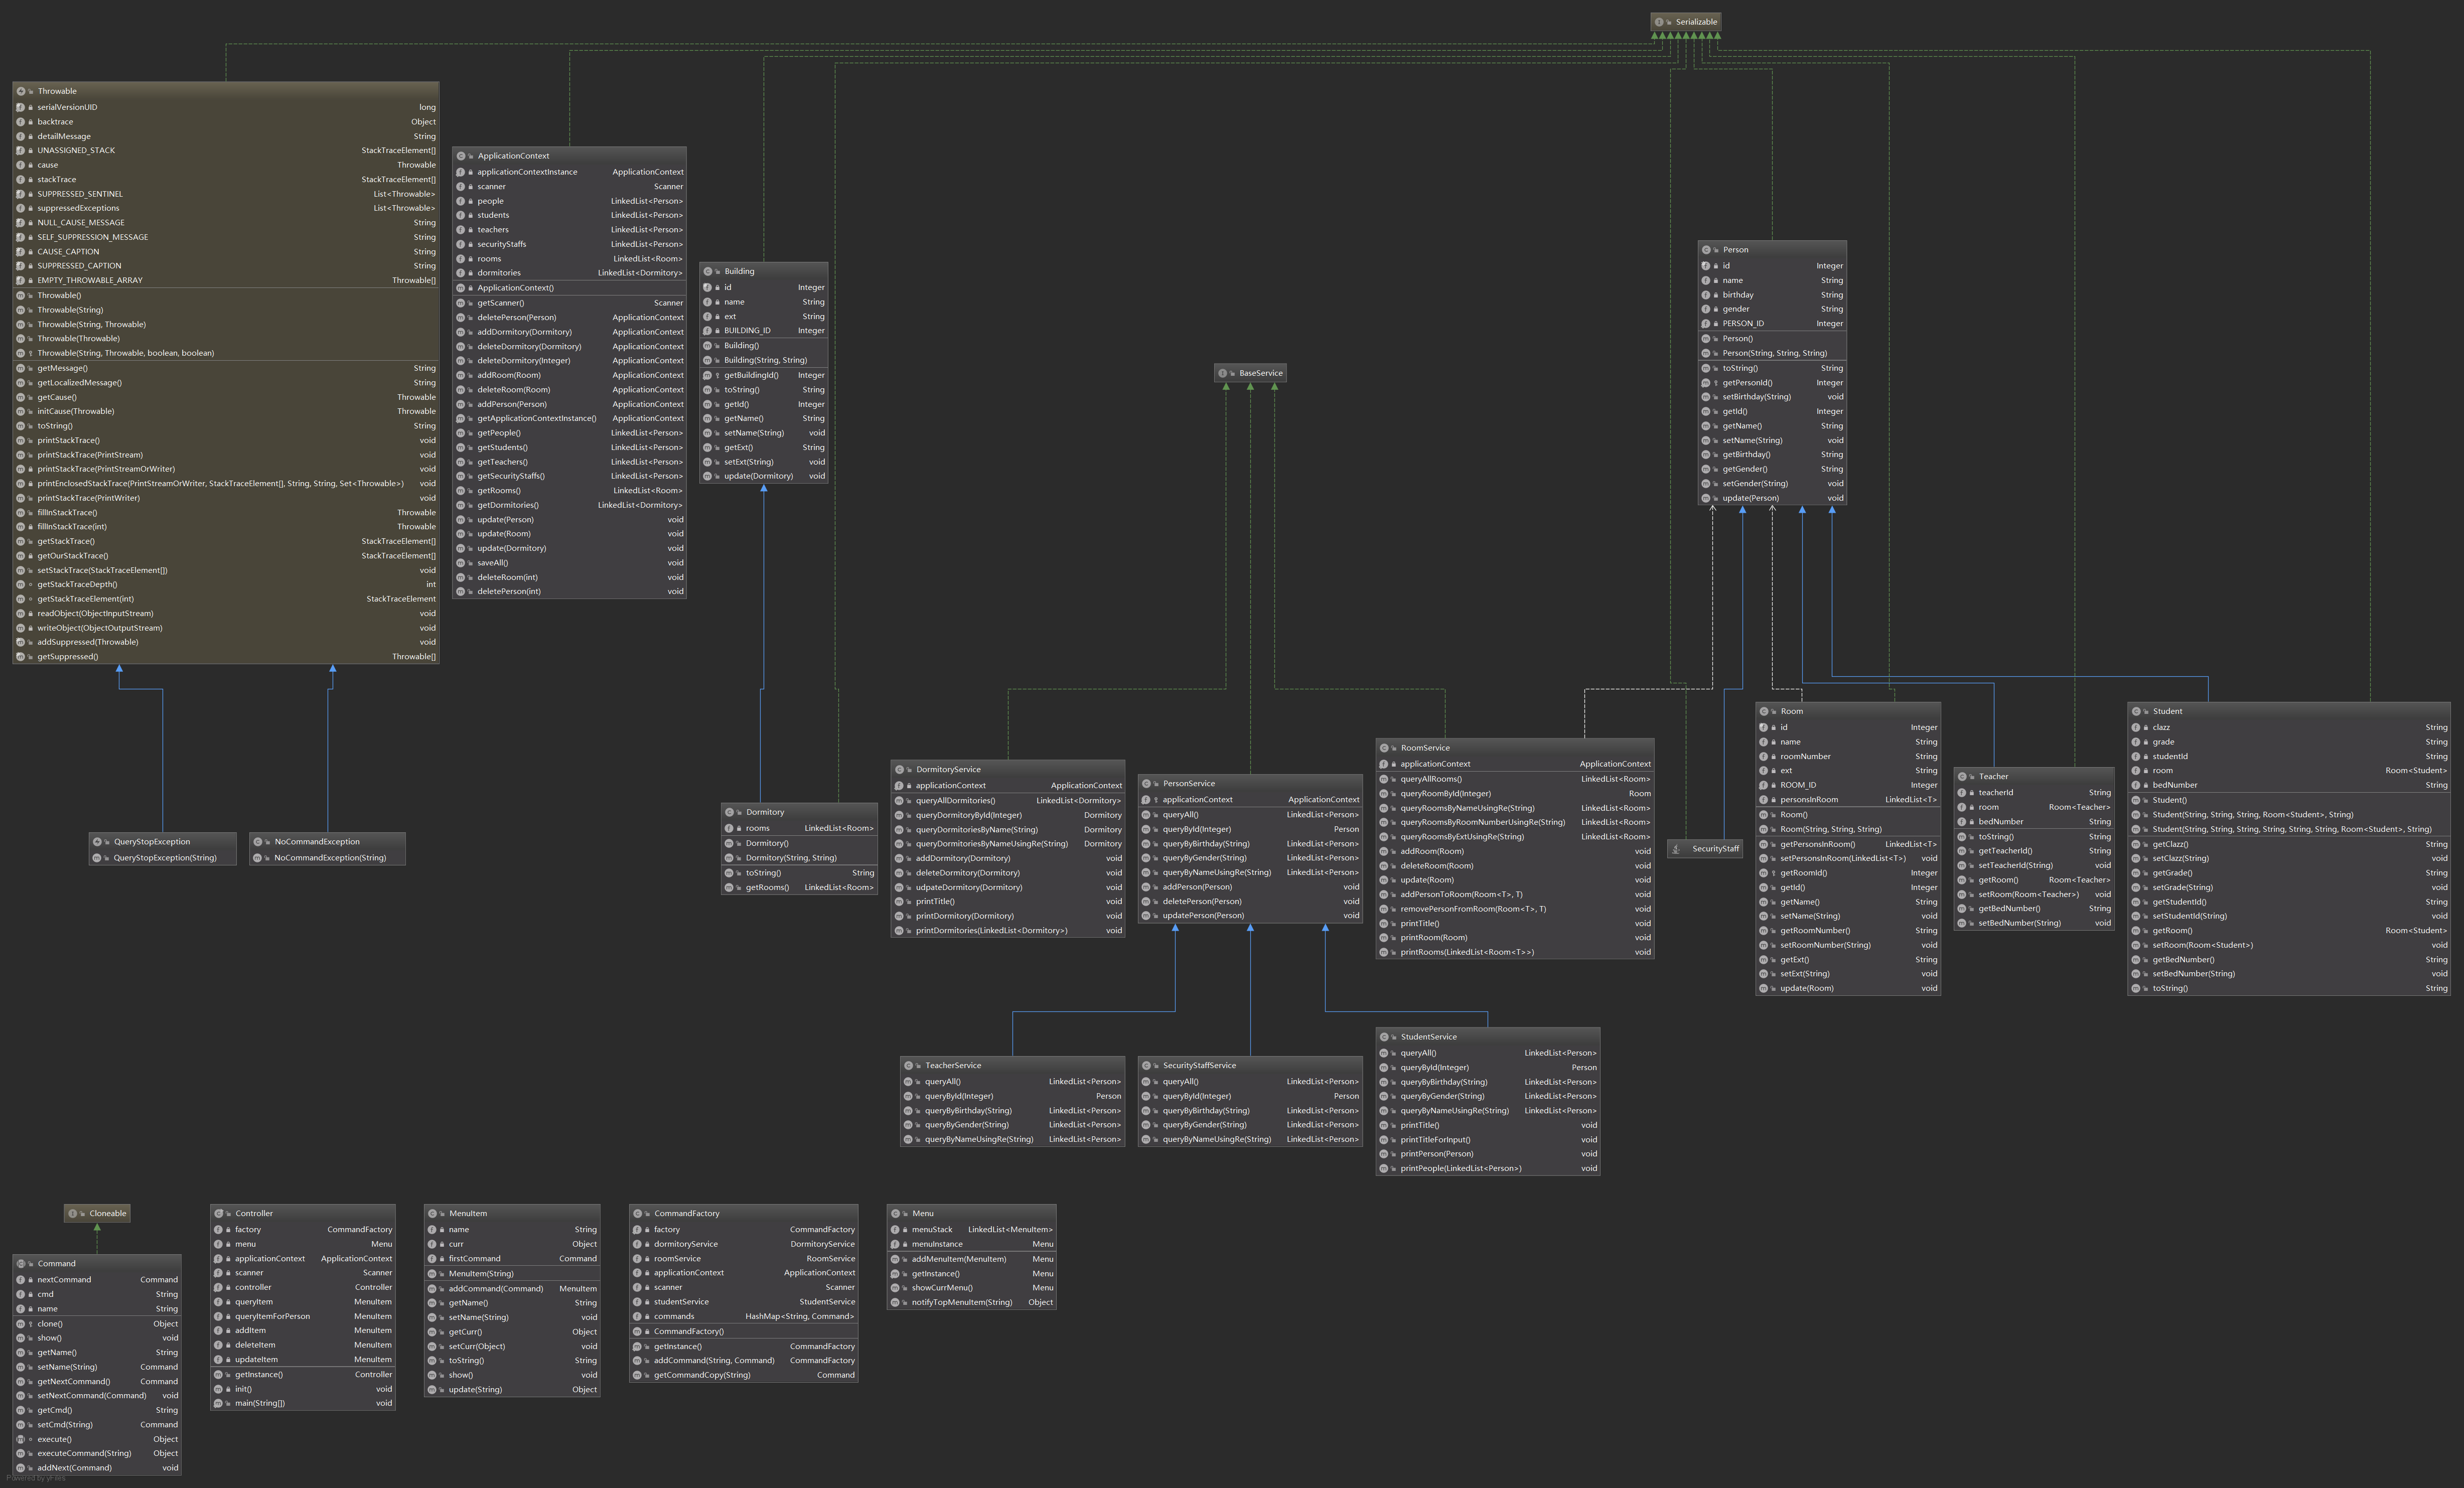 Serializable
Throwable
serialVersionUID long
backtrace Object
detailMessage String
UNASSIGNED_STACK StackTraceElement[]
cause Throwable
stackTrace StackTraceElement[]
SUPPRESSED_SENTINEL List<Throwable>
suppressedExceptions List<Throwable>
NULL_CAUSE_MESSAGE String
SELF_SUPPRESSION_MESSAGE String
CAUSE_CAPTION String
SUPPRESSED_CAPTION String
EMPTY_THROWABLE_ARRAY Throwable[]
Throwable()
Throwable(String)
Throwable(String, Throwable)
Throwable(Throwable)
Throwable(String, Throwable, boolean, boolean)
getMessage() String
getLocalizedMessage() String
getCause() Throwable
initCause(Throwable) Throwable
toString() String
printStackTrace() void
printStackTrace(PrintStream) void
printStackTrace(PrintStreamOrWriter) void
printEnclosedStackTrace(PrintStreamOrWriter, StackTraceElement[], String, String, Set<Throwable>) void
printStackTrace(PrintWriter) void
fillInStackTrace() Throwable
fillInStackTrace(int) Throwable
getStackTrace() StackTraceElement[]
getOurStackTrace() StackTraceElement[]
setStackTrace(StackTraceElement[]) void
getStackTraceDepth() int
getStackTraceElement(int) StackTraceElement
readObject(ObjectInputStream) void
writeObject(ObjectOutputStream) void
addSuppressed(Throwable) void
getSuppressed() Throwable[]
ApplicationContext
applicationContextInstance ApplicationContext
scanner Scanner
people LinkedList<Person>
students LinkedList<Person>
teachers LinkedList<Person>
securityStaffs LinkedList<Person>
rooms LinkedList<Room>
dormitories LinkedList<Dormitory>
ApplicationContext()
getScanner() Scanner
deletePerson(Person) ApplicationContext
addDormitory(Dormitory) ApplicationContext
deleteDormitory(Dormitory) ApplicationContext
deleteDormitory(Integer) ApplicationContext
addRoom(Room) ApplicationContext
deleteRoom(Room) ApplicationContext
addPerson(Person) ApplicationContext
getApplicationContextInstance() ApplicationContext
getPeople() LinkedList<Person>
getStudents() LinkedList<Person>
getTeachers() LinkedList<Person>
getSecurityStaffs() LinkedList<Person>
getRooms() LinkedList<Room>
getDormitories() LinkedList<Dormitory>
update(Person) void
update(Room) void
update(Dormitory) void
saveAll() void
deleteRoom(int) void
deletePerson(int) void
Building
id Integer
name String
ext String
BUILDING_ID Integer
Building()
Building(String, String)
getBuildingId() Integer
toString() String
getId() Integer
getName() String
setName(String) void
getExt() String
setExt(String) void
update(Dormitory) void
BaseService
Person
id Integer
name String
birthday String
gender String
PERSON_ID Integer
Person()
Person(String, String, String)
toString() String
getPersonId() Integer
setBirthday(String) void
getId() Integer
getName() String
setName(String) void
getBirthday() String
getGender() String
setGender(String) void
update(Person) void
QueryStopException
QueryStopException(String)
NoCommandException
NoCommandException(String)
Dormitory
rooms LinkedList<Room>
Dormitory()
Dormitory(String, String)
toString() String
getRooms() LinkedList<Room>
DormitoryService
applicationContext ApplicationContext
queryAllDormitories() LinkedList<Dormitory>
queryDormitoryById(Integer) Dormitory
queryDormitoriesByName(String) Dormitory
queryDormitoriesByNameUsingRe(String) Dormitory
addDormitory(Dormitory) void
deleteDormitory(Dormitory) void
udpateDormitory(Dormitory) void
printTitle() void
printDormitory(Dormitory) void
printDormitories(LinkedList<Dormitory>) void
PersonService
applicationContext ApplicationContext
queryAll() LinkedList<Person>
queryById(Integer) Person
queryByBirthday(String) LinkedList<Person>
queryByGender(String) LinkedList<Person>
queryByNameUsingRe(String) LinkedList<Person>
addPerson(Person) void
deletePerson(Person) void
updatePerson(Person) void
RoomService
applicationContext ApplicationContext
queryAllRooms() LinkedList<Room>
queryRoomById(Integer) Room
queryRoomsByNameUsingRe(String) LinkedList<Room>
queryRoomsByRoomNumberUsingRe(String) LinkedList<Room>
queryRoomsByExtUsingRe(String) LinkedList<Room>
addRoom(Room) void
deleteRoom(Room) void
update(Room) void
addPersonToRoom(Room<T>, T) void
removePersonFromRoom(Room<T>, T) void
printTitle() void
printRoom(Room) void
printRooms(LinkedList<Room<T>>) void
SecurityStaff
Room
id Integer
name String
roomNumber String
ext String
ROOM_ID Integer
personsInRoom LinkedList<T>
Room()
Room(String, String, String)
getPersonsInRoom() LinkedList<T>
setPersonsInRoom(LinkedList<T>) void
getRoomId() Integer
getId() Integer
getName() String
setName(String) void
getRoomNumber() String
setRoomNumber(String) void
getExt() String
setExt(String) void
update(Room) void
Teacher
teacherId String
room Room<Teacher>
bedNumber String
toString() String
getTeacherId() String
setTeacherId(String) void
getRoom() Room<Teacher>
setRoom(Room<Teacher>) void
getBedNumber() String
setBedNumber(String) void
Student
clazz String
grade String
studentId String
room Room<Student>
bedNumber String
Student()
Student(String, String, String, Room<Student>, String)
Student(String, String, String, String, String, Room<Student>, String)
getClazz() String
setClazz(String) void
getGrade() String
setGrade(String) void
getStudentId() String
setStudentId(String) void
getRoom() Room<Student>
setRoom(Room<Student>) void
getBedNumber() String
setBedNumber(String) void
toString() String
TeacherService
queryAll() LinkedList<Person>
queryById(Integer) Person
queryByBirthday(String) LinkedList<Person>
queryByGender(String) LinkedList<Person>
queryByNameUsingRe(String) LinkedList<Person>
SecurityStaffService
queryAll() LinkedList<Person>
queryById(Integer) Person
queryByBirthday(String) LinkedList<Person>
queryByGender(String) LinkedList<Person>
queryByNameUsingRe(String) LinkedList<Person>
StudentService
queryAll() LinkedList<Person>
queryById(Integer) Person
queryByBirthday(String) LinkedList<Person>
queryByGender(String) LinkedList<Person>
queryByNameUsingRe(String) LinkedList<Person>
printTitle() void
printTitleForInput() void
printPerson(Person) void
printPeople(LinkedList<Person>) void
Cloneable
Command
nextCommand Command
cmd String
name String
clone() Object
show() void
getName() String
setName(String) Command
getNextCommand() Command
setNextCommand(Command) void
getCmd() String
setCmd(String) Command
execute() Object
executeCommand(String) Object
addNext(Command) void
Controller
factory CommandFactory
menu Menu
applicationContext ApplicationContext
scanner Scanner
controller Controller
queryItem MenuItem
queryItemForPerson MenuItem
addItem MenuItem
deleteItem MenuItem
updateItem MenuItem
getInstance() Controller
init() void
main(String[]) void
MenuItem
name String
curr Object
firstCommand Command
MenuItem(String)
addCommand(Command) MenuItem
getName() String
setName(String) void
getCurr() Object
setCurr(Object) void
toString() String
show() void
update(String) Object
CommandFactory
factory CommandFactory
dormitoryService DormitoryService
roomService RoomService
applicationContext ApplicationContext
scanner Scanner
studentService StudentService
commands HashMap<String, Command>
CommandFactory()
getInstance() CommandFactory
addCommand(String, Command) CommandFactory
getCommandCopy(String) Command
Menu
menuStack LinkedList<MenuItem>
menuInstance Menu
addMenuItem(MenuItem) Menu
getInstance() Menu
showCurrMenu() Menu
notifyTopMenuItem(String) Object
Powered by yFiles